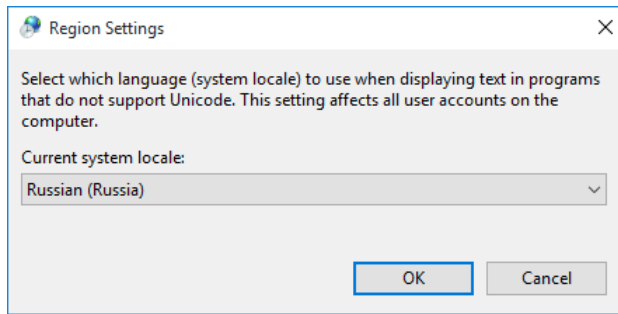 Region Settings
Select which language (system locale) to use when displaying text in programs
that do not support Unicode. This setting affects all user accounts on the
computer.
Current system locale:
Russian (Russia)
OK Cancel